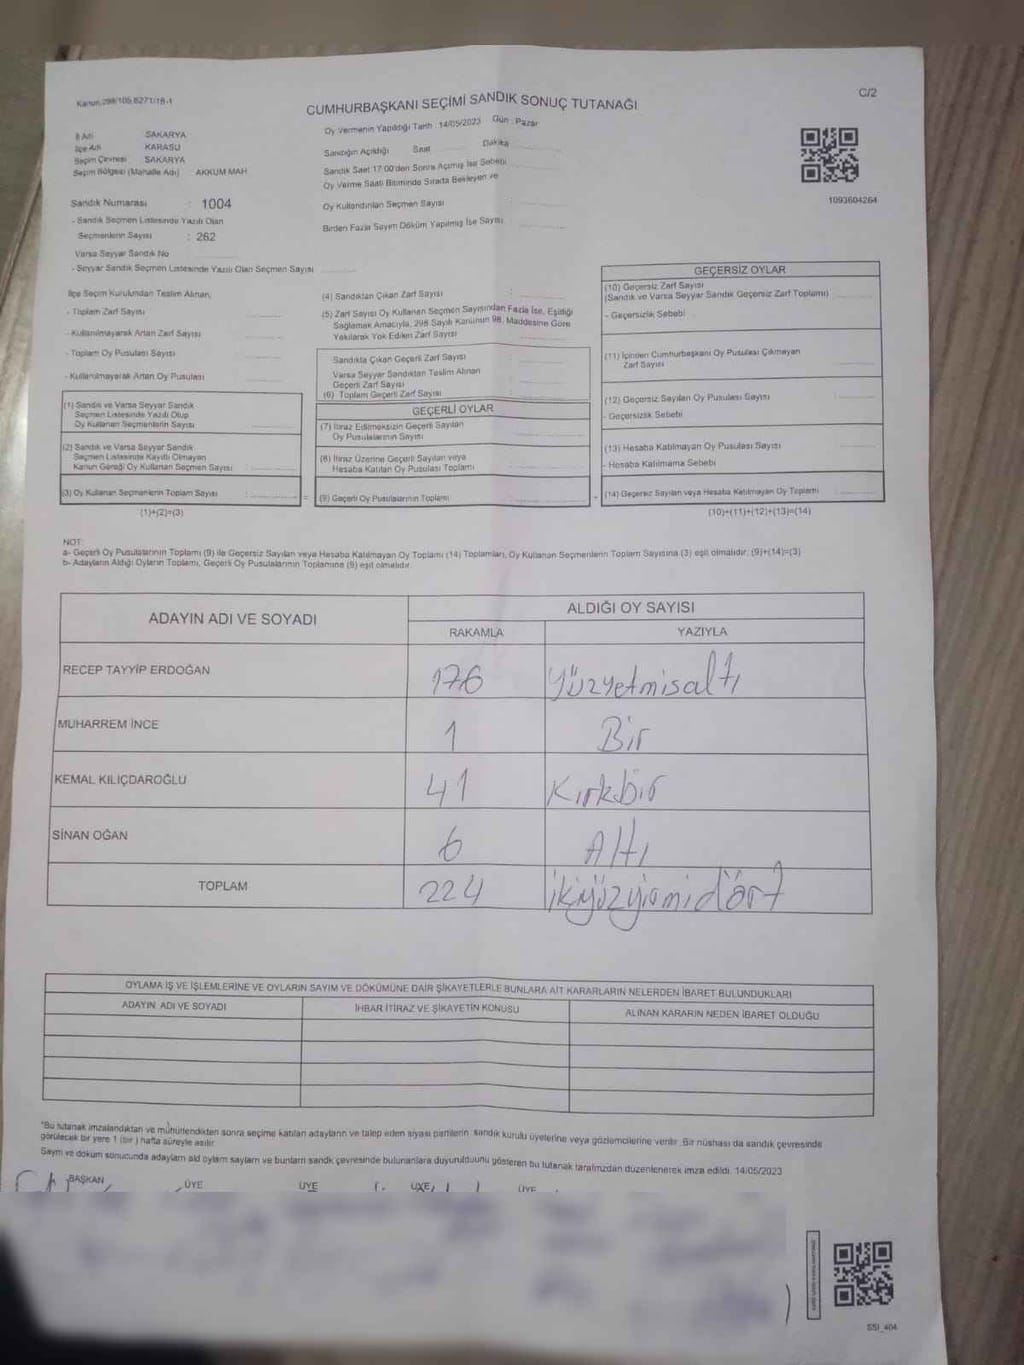 Kanun:298/105,6271/18-1
C/2
CUMHURBAŞKANI SEÇİMİ SANDIK SONUÇ TUTANAĞI
İl Adı SAKARYA
İlçe Adı KARASU
Seçim Çevresi SAKARYA
Seçim Bölgesi (Mahalle Adı) AKKUM MAH.
Oy Vermenin Yapıldığı Tarih : 14/05/2023 Gün : Pazar
Sandığın Açıldığı Saat Dakika
Sandık Saat 17:00'den Sonra Açımış İse Sebebi
Oy Verme Saati Bitiminde Sırada Bekleyen ve
Oy Kullandırılan Seçmen Sayısı :
Birden Fazla Sayım Döküm Yapılmış İse Sayısı :
1093604264
Sandık Numarası : 1004
- Sandık Seçmen Listesinde Yazılı Olan
Seçmenlerin Sayısı : 262
Varsa Seyyar Sandık No
- Seyyar Sandık Seçmen Listesinde Yazılı Olan Seçmen Sayısı
İlçe Seçim Kurulundan Teslim Alınan,
- Toplam Zarf Sayısı :
- Kullanılmayarak Artan Zarf Sayısı :
- Toplam Oy Pusulası Sayısı :
- Kullanılmayarak Artan Oy Pusulası :
(1) Sandık ve Varsa Seyyar Sandık
Seçmen Listesinde Yazılı Olup
Oy Kullanan Seçmenlerin Sayısı :
(2) Sandık ve Varsa Seyyar Sandık
Seçmen Listesinde Kayıtlı Olmayan
Kanun Gereği Oy Kullanan Seçmen Sayısı :
(3) Oy Kullanan Seçmenlerin Toplam Sayısı : =
(1)+(2)=(3)
(4) Sandıktan Çıkan Zarf Sayısı :
(5) Zarf Sayısı Oy Kullanan Seçmen Sayısından Fazla İse, Eşitliği
Sağlamak Amacıyla, 298 Sayılı Kanunun 98. Maddesine Göre
Yakılarak Yok Edilen Zarf Sayısı :
Sandıkta Çıkan Geçerli Zarf Sayısı :
Varsa Seyyar Sandıktan Teslim Alınan
Geçerli Zarf Sayısı :
(6) Toplam Geçerli Zarf Sayısı :
GEÇERLİ OYLAR
(7) İtiraz Edilmeksizin Geçerli Sayılan
Oy Pusulalarının Sayısı :
(8) İtiraz Üzerine Geçerli Sayılan veya
Hesaba Katılan Oy Pusulası Toplamı :
(9) Geçerli Oy Pusulalarının Toplamı : +
GEÇERSİZ OYLAR
(10) Geçersiz Zarf Sayısı
(Sandık ve Varsa Seyyar Sandık Geçersiz Zarf Toplamı)
- Geçersizlik Sebebi
(11) İçinden Cumhurbaşkanı Oy Pusulası Çıkmayan
Zarf Sayısı
(12) Geçersiz Sayılan Oy Pusulası Sayısı
- Geçersizlik Sebebi
(13) Hesaba Katılmayan Oy Pusulası Sayısı
- Hesaba Katılmama Sebebi
(14) Geçersiz Sayılan veya Hesaba Katılmayan Oy Toplamı
(10)+(11)+(12)+(13)=(14)
NOT:
a- Geçerli Oy Pusulalarının Toplamı (9) ile Geçersiz Sayılan veya Hesaba Katılmayan Oy Toplamı (14) Toplamları, Oy Kullanan Seçmenlerin Toplam Sayısına (3) eşit olmalıdır. (9)+(14)=(3)
b- Adayların Aldığı Oyların Toplamı, Geçerli Oy Pusulalarının Toplamına (9) eşit olmalıdır.
ADAYIN ADI VE SOYADI
ALDIĞI OY SAYISI
RAKAMLA YAZIYLA
RECEP TAYYİP ERDOĞAN 176 Yüzyetmisaltı
MUHARREM İNCE 1 Bir
KEMAL KILIÇDAROĞLU 41 Kırkbir
SİNAN OĞAN 6 Altı
TOPLAM 224 ikiyüzyirmidört
OYLAMA İŞ VE İŞLEMLERİNE VE OYLARIN SAYIM VE DÖKÜMÜNE DAİR ŞİKAYETLERLE BUNLARA AİT KARARLARIN NELERDEN İBARET BULUNDUKLARI
ADAYIN ADI VE SOYADI İHBAR İTİRAZ VE ŞİKAYETİN KONUSU ALINAN KARARIN NEDEN İBARET OLDUĞU
"Bu tutanak imzalandıktan ve mühürlendikten sonra seçime katılan adayların ve talep eden siyasi partilerin, sandık kurulu üyelerine veya gözlemcilerine verilir. Bir nüshası da sandık çevresinde
görülecek bir yere 1 (bir ) hafta süreyle asılır.
Sayım ve döküm sonucunda adayların aldığı oyların sayıları ve bunların sandık çevresinde bulunanlara duyurulduğunu gösteren bu tutanak tarafımızdan düzenlenerek imza edildi. 14/05/2023
BAŞKAN ÜYE ÜYE ÜYE ÜYE
SSI_404